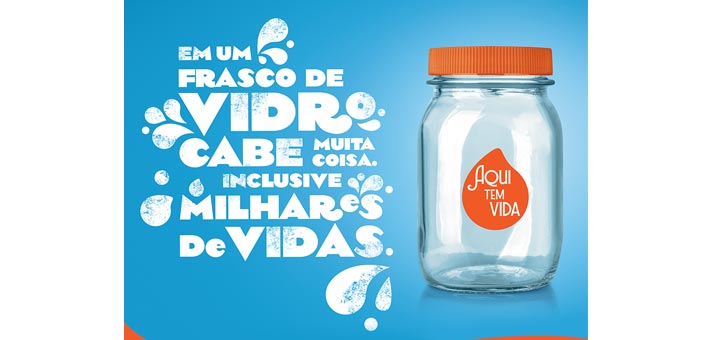 EM UM
FRASCO DE
VIDRO
CABE MUITA COISA.
INCLUSIVE
MILHARES
De VIDAS.
AQUI
TEM
VIDA